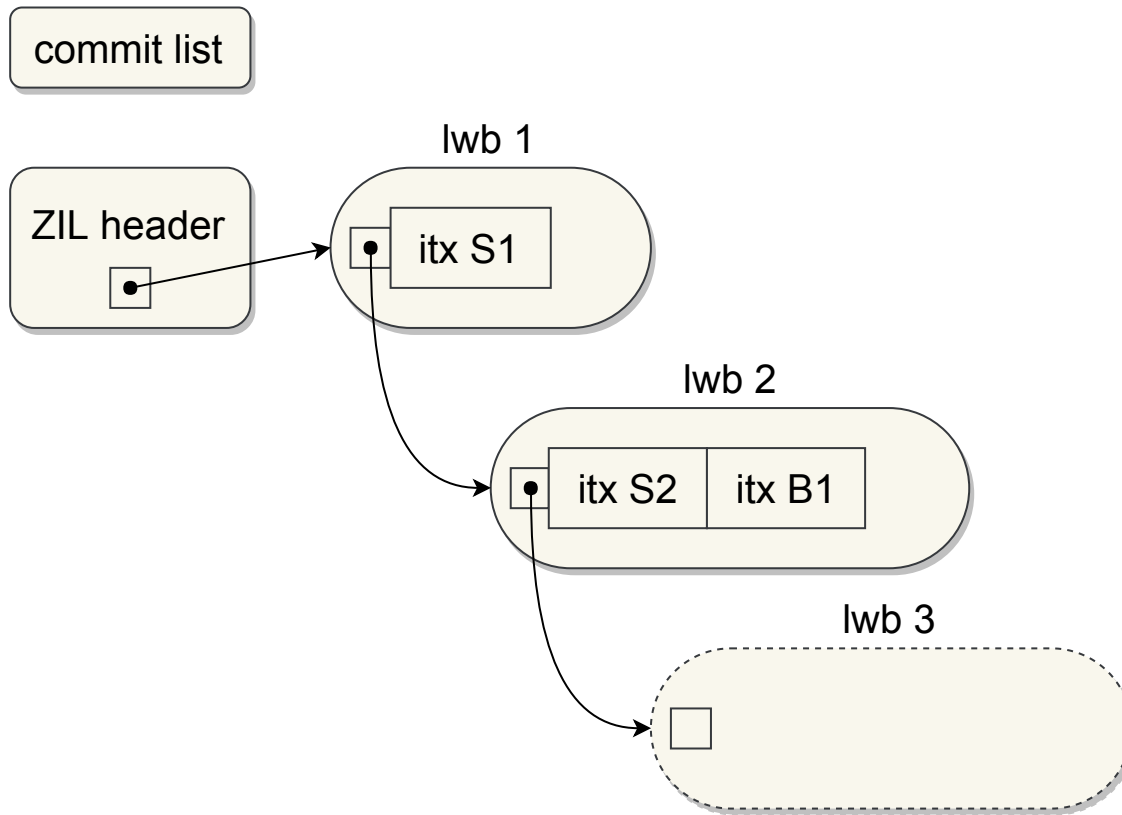 commit list
lwb 1
ZIL header
itx S1
lwb 2
itx S2
itx B1
lwb 3